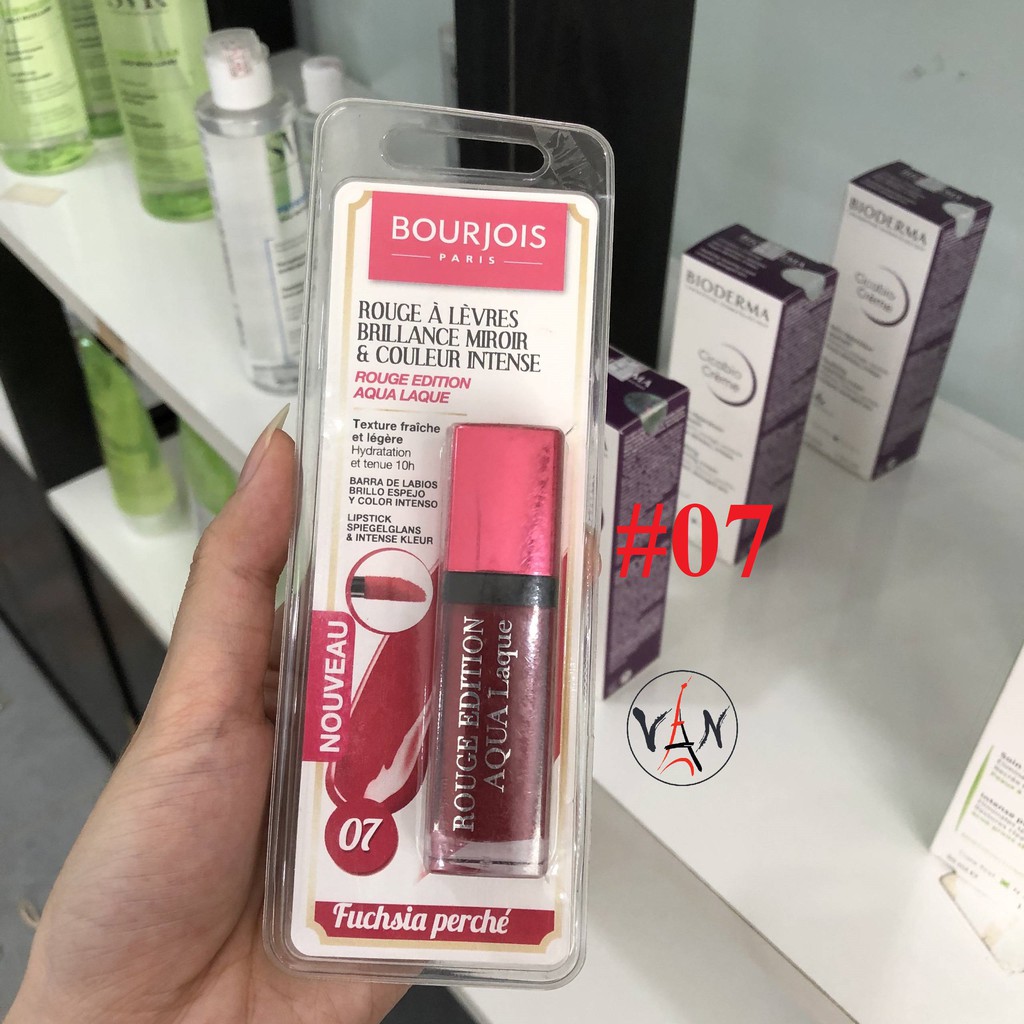 BOURJOIS
PARIS
ROUGE À LÈVRES
BRILLANCE MIROIR
& COULEUR INTENSE
ROUGE EDITION
AQUA LAQUE
Texture fraîche
et légère
Hydratation
et tenue 10h
BARRA DE LABIOS
BRILLO ESPEJO
Y COLOR INTENSO
LIPSTICK
SPIEGELGLANS
& INTENSE KLEUR
NOUVEAU
07
Fuchsia perché
ROUGE EDITION
AQUA Laque
#07
VAN
BIODERMA
Cicabio
Crème
BIODERMA
Cicabio
Crème